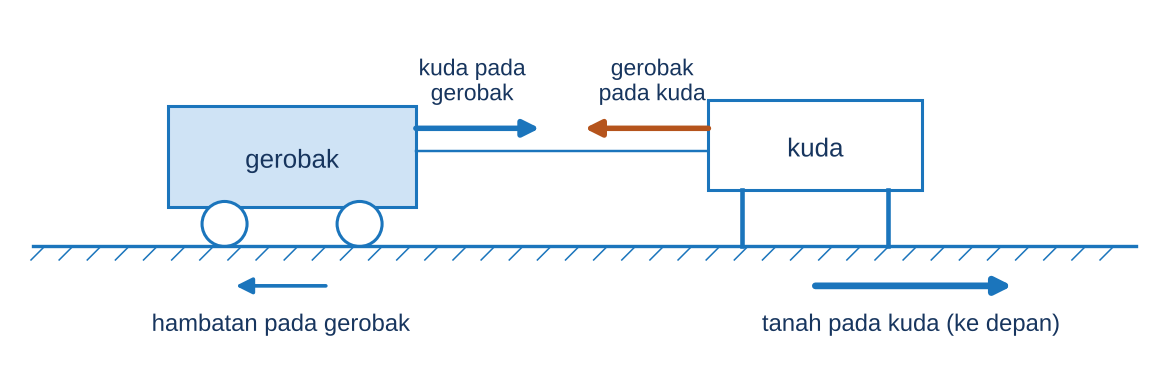 kuda pada
gerobak
gerobak
pada kuda
gerobak
kuda
hambatan pada gerobak
tanah pada kuda (ke depan)